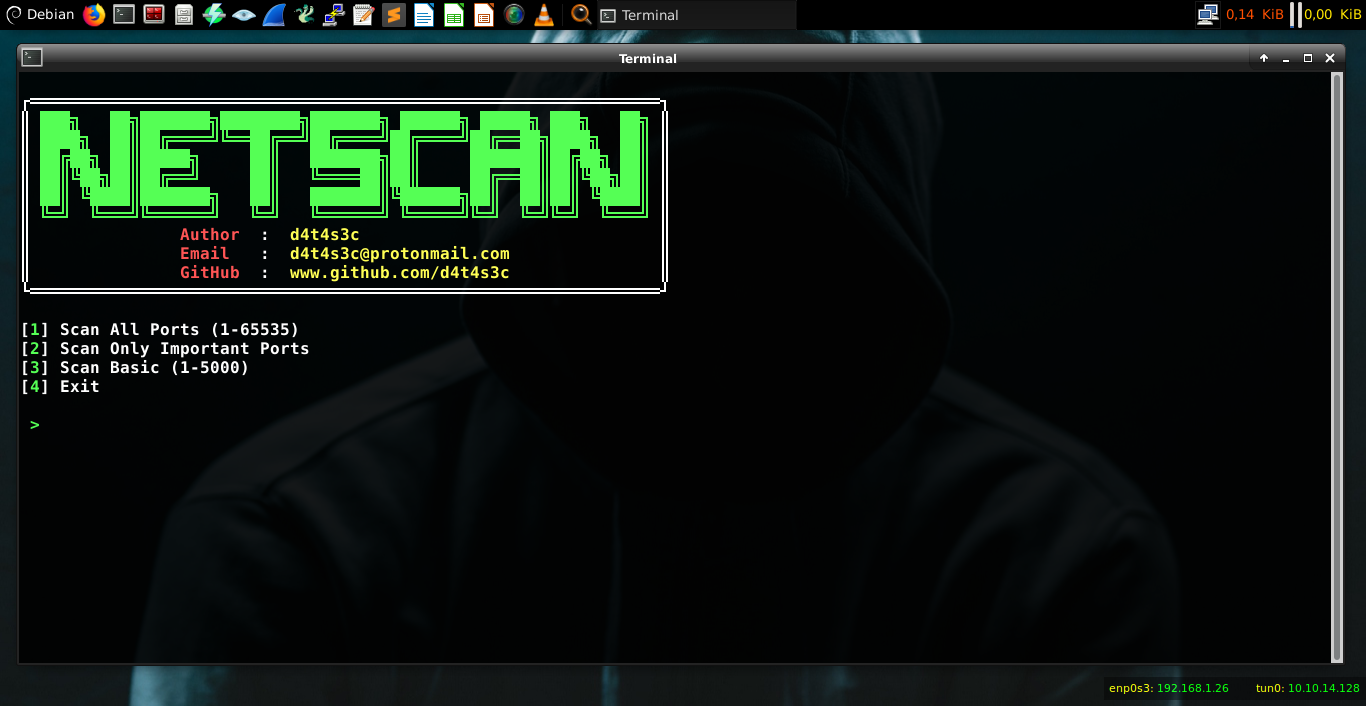 Debian
Terminal
0,14 KiB
0,00 KiB
Terminal
NETSCAN
Author : d4t4s3c
Email : d4t4s3c@protonmail.com
GitHub : www.github.com/d4t4s3c
[1] Scan All Ports (1-65535)
[2] Scan Only Important Ports
[3] Scan Basic (1-5000)
[4] Exit
>
enp0s3: 192.168.1.26 tun0: 10.10.14.128